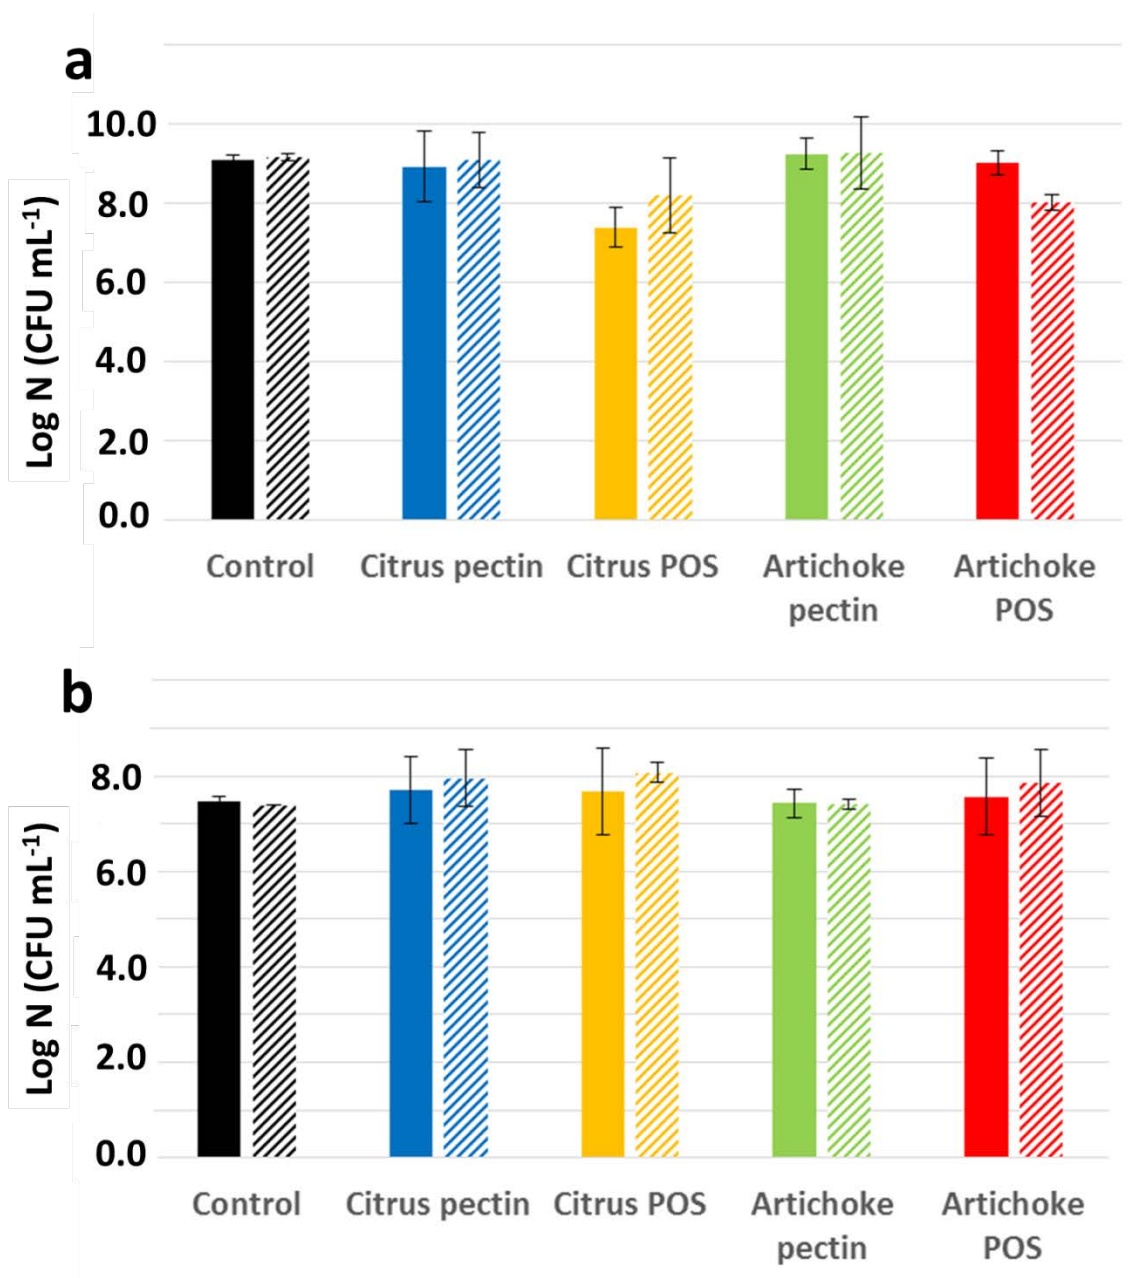 a
10.0
8.0
6.0
4.0
2.0
0.0
Log N (CFU mL-1)
Control
Citrus pectin
Citrus POS
Artichoke
pectin
Artichoke
POS
b
8.0
6.0
4.0
2.0
0.0
Log N (CFU mL-1)
Control
Citrus pectin
Citrus POS
Artichoke
pectin
Artichoke
POS